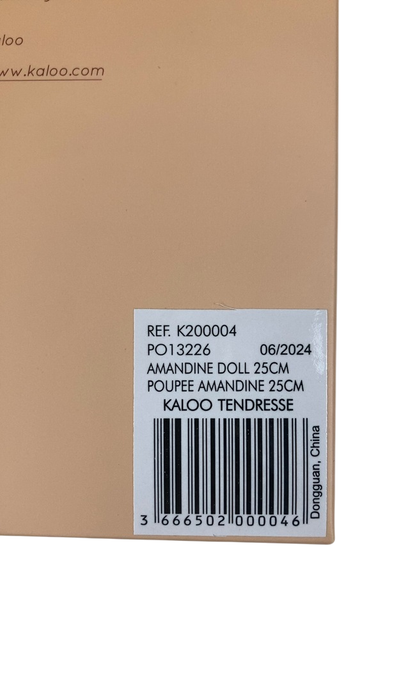 www.kaloo.com
REF. K200004
PO13226 06/2024
AMANDINE DOLL 25CM
POUPEE AMANDINE 25CM
KALOO TENDRESSE
3 666502 000046
Dongguan, China